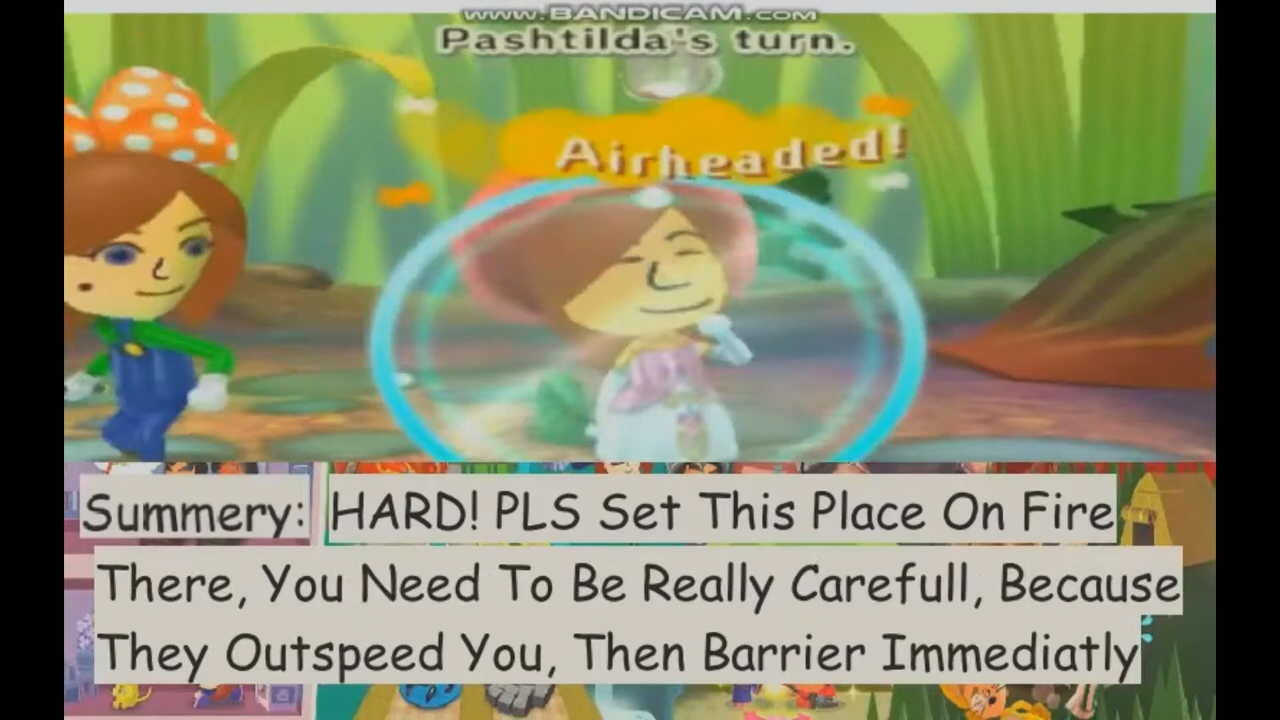 www.BANDICAM.com
Pashtilda's turn.
Airheaded!
Summery: HARD! PLS Set This Place On Fire
There, You Need To Be Really Carefull, Because
They Outspeed You, Then Barrier Immediatly